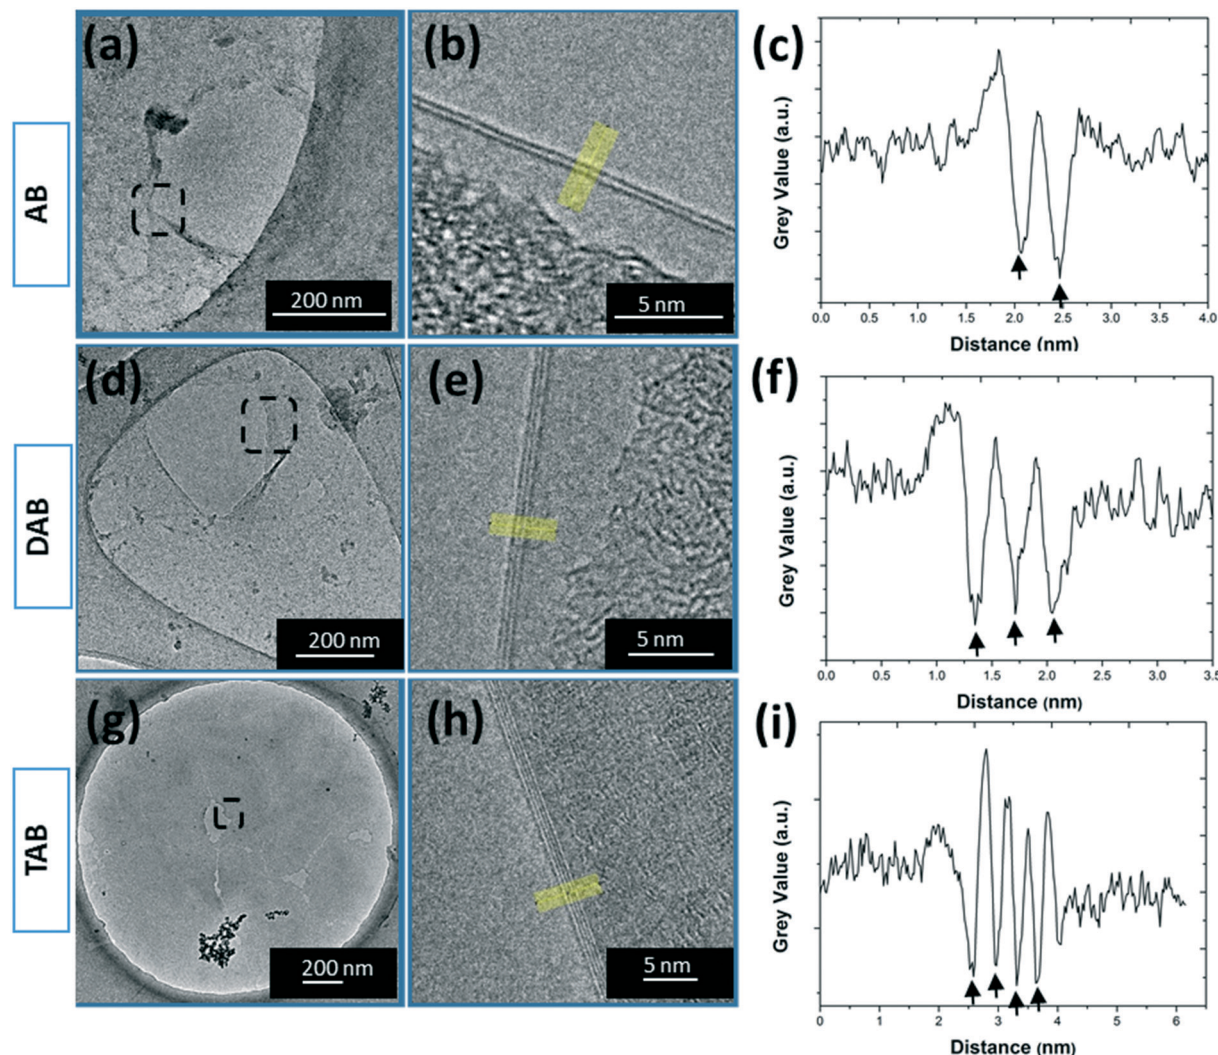 AB
(a)
200 nm
(b)
5 nm
(c)
Grey Value (a.u.)
0.0 0.5 1.0 1.5 2.0 2.5 3.0 3.5 4.0
Distance (nm)
DAB
(d)
200 nm
(e)
5 nm
(f)
Grey Value (a.u.)
0.0 0.5 1.0 1.5 2.0 2.5 3.0 3.5
Distance (nm)
TAB
(g)
200 nm
(h)
5 nm
(i)
Grey Value (a.u.)
0 1 2 3 4 5 6
Distance (nm)